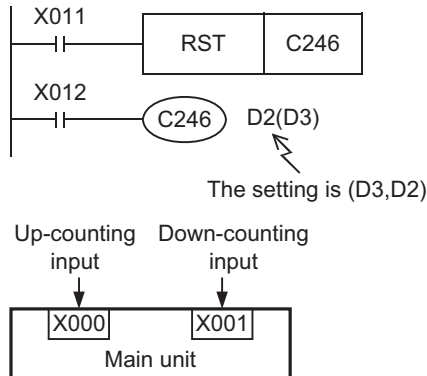 X011
RST C246
X012
C246 D2(D3)
The setting is (D3,D2)
Up-counting Down-counting
input input
X000 X001
Main unit